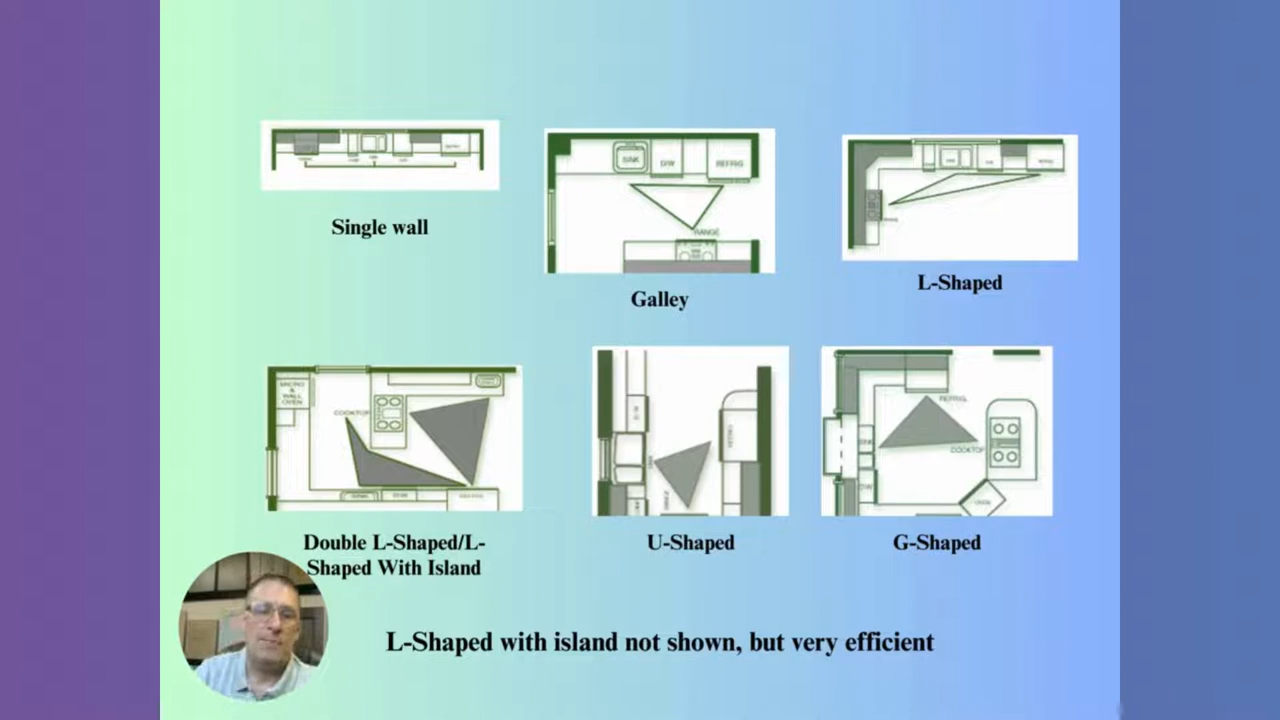 Single wall
SINK
D/W
REFRIG
RANGE
Galley
L-Shaped
MICRO
&
WALL
OVEN
COOKTOP
Double L-Shaped/L-
Shaped With Island
U-Shaped
REFRIG.
COOKTOP
D/W
OVEN
G-Shaped
L-Shaped with island not shown, but very efficient